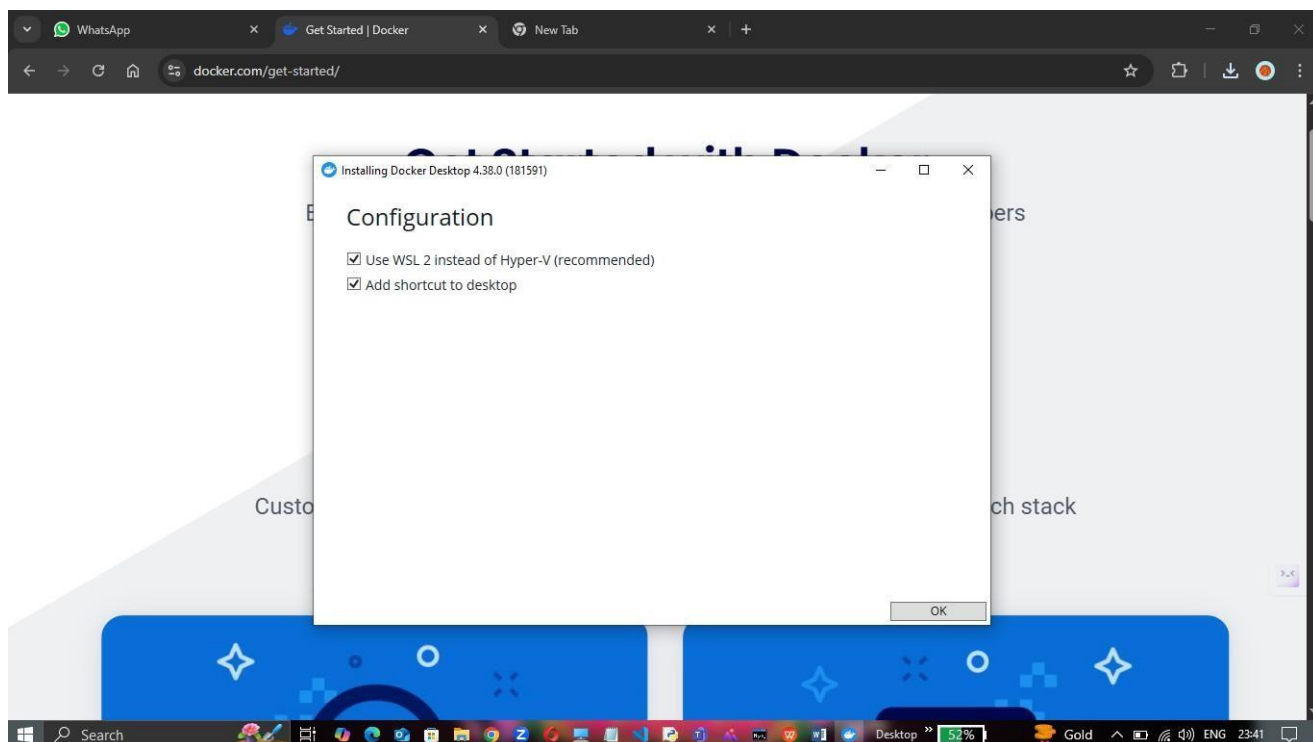 WhatsApp
Get Started | Docker
New Tab
docker.com/get-started/
Installing Docker Desktop 4.38.0 (181591)
Configuration
Use WSL 2 instead of Hyper-V (recommended)
Add shortcut to desktop
OK
ers
Custo
ch stack
Search
Desktop
52%
Gold
ENG
23:41